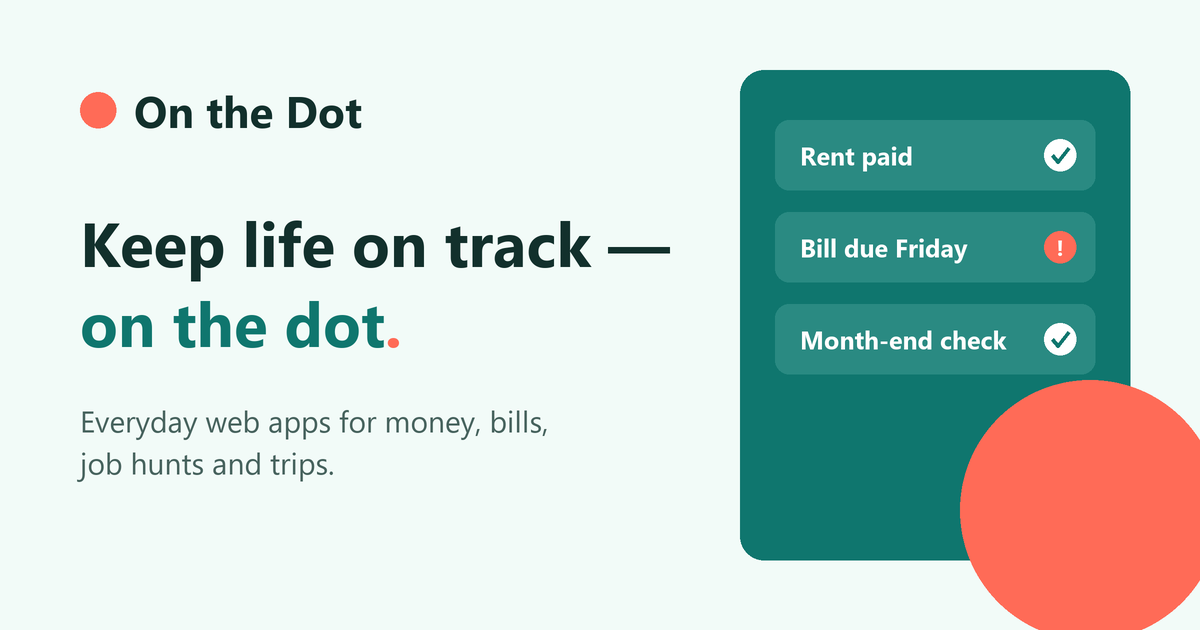 On the Dot
Keep life on track —
on the dot.
Everyday web apps for money, bills,
job hunts and trips.
Rent paid
Bill due Friday
!
Month-end check